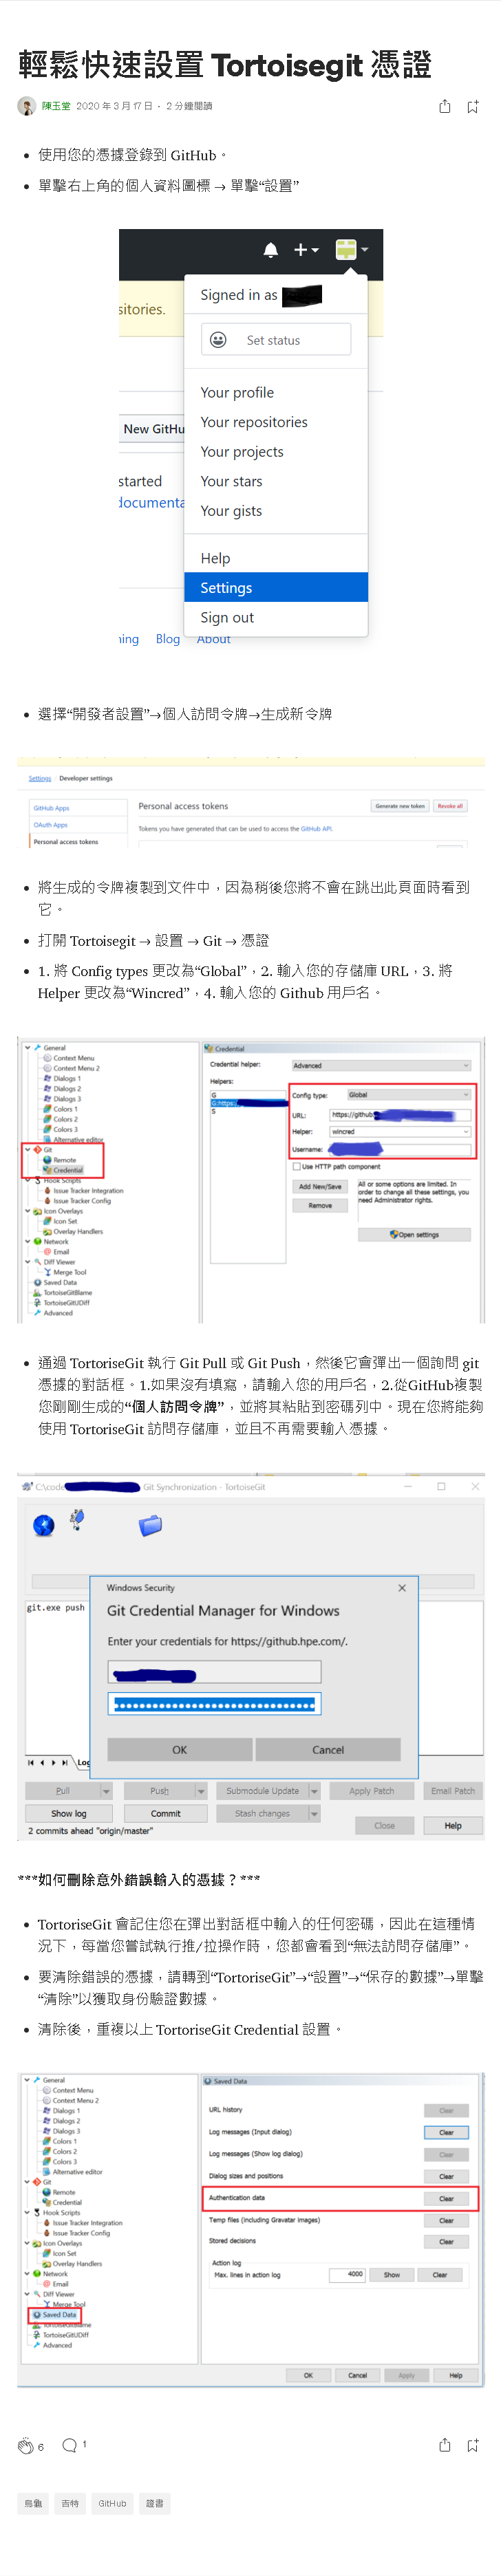 輕鬆快速設置 Tortoisegit 憑證
陳玉堂 2020 年 3 月 17 日 · 2 分鐘閱讀
使用您的憑據登錄到 GitHub。
單擊右上角的個人資料圖標 → 單擊“設置”
Signed in as
sitories.
Set status
Your profile
Your repositories
New GitHu
Your projects
started
Your stars
documenta
Your gists
Help
Settings
Sign out
ning Blog About
選擇“開發者設置”→個人訪問令牌→生成新令牌
Settings Developer settings
GitHub Apps
OAuth Apps
Personal access tokens
Personal access tokens
Generate new token Revoke all
Tokens you have generated that can be used to access the GitHub API.
將生成的令牌複製到文件中，因為稍後您將不會在跳出此頁面時看到
它。
打開 Tortoisegit → 設置 → Git → 憑證
1. 將 Config types 更改為“Global”，2. 輸入您的存儲庫 URL，3. 將
Helper 更改為“Wincred”，4. 輸入您的 Github 用戶名。
General
Context Menu
Context Menu 2
Dialogs 1
Dialogs 2
Dialogs 3
Colors 1
Colors 2
Colors 3
Alternative editor
Git
Remote
Credential
Hook Scripts
Issue Tracker Integration
Issue Tracker Config
Icon Overlays
Icon Set
Overlay Handlers
Network
Email
Diff Viewer
Merge Tool
Saved Data
TortoiseGitBlame
TortoiseGitUDiff
Advanced
Credential
Credential helper: Advanced
Helpers:
G
G:https:
S
Config type: Global
URL: https://github
Helper: wincred
Username:
Use HTTP path component
Add New/Save
Remove
All or some options are limited. In
order to change all these settings, you
need Administrator rights.
Open settings
通過 TortoriseGit 執行 Git Pull 或 Git Push，然後它會彈出一個詢問 git
憑據的對話框。1.如果沒有填寫，請輸入您的用戶名，2.從GitHub複製
您剛剛生成的“個人訪問令牌”，並將其粘貼到密碼列中。現在您將能夠
使用 TortoriseGit 訪問存儲庫，並且不再需要輸入憑據。
C:\code Git Synchronization - TortoiseGit
git.exe push
Windows Security
Git Credential Manager for Windows
Enter your credentials for https://github.hpe.com/.
OK Cancel
Log
Pull Push Submodule Update Apply Patch Email Patch
Show log Commit Stash changes
2 commits ahead "origin/master"
Close Help
***如何刪除意外錯誤輸入的憑據？***
TortoriseGit 會記住您在彈出對話框中輸入的任何密碼，因此在這種情
況下，每當您嘗試執行推/拉操作時，您都會看到“無法訪問存儲庫”。
要清除錯誤的憑據，請轉到“TortoriseGit”→“設置”→“保存的數據”→單擊
“清除”以獲取身份驗證數據。
清除後，重複以上 TortoriseGit Credential 設置。
General
Context Menu
Context Menu 2
Dialogs 1
Dialogs 2
Dialogs 3
Colors 1
Colors 2
Colors 3
Alternative editor
Git
Remote
Credential
Hook Scripts
Issue Tracker Integration
Issue Tracker Config
Icon Overlays
Icon Set
Overlay Handlers
Network
Email
Diff Viewer
Merge Tool
Saved Data
TortoiseGitBlame
TortoiseGitUDiff
Advanced
Saved Data
URL history Clear
Log messages (Input dialog) Clear
Log messages (Show log dialog) Clear
Dialog sizes and positions Clear
Authentication data Clear
Temp files (including Gravatar images) Clear
Stored decisions Clear
Action log
Max. lines in action log 4000 Show Clear
OK Cancel Apply Help
6 1
烏龜 吉特 GitHub 證書